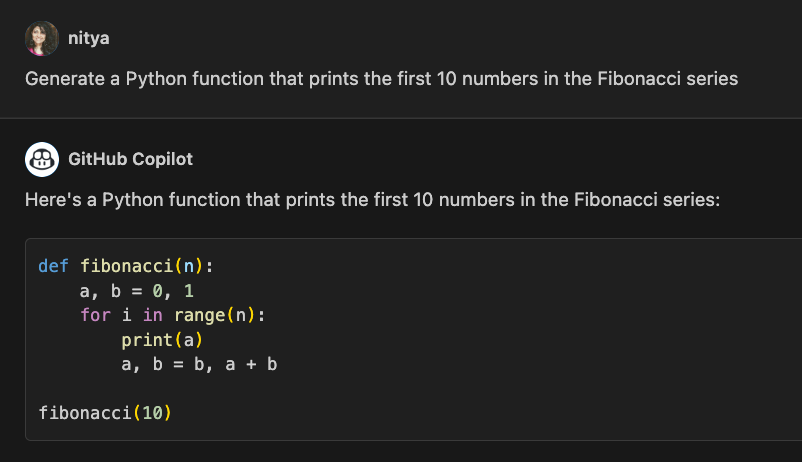 nitya
Generate a Python function that prints the first 10 numbers in the Fibonacci series
GitHub Copilot
Here's a Python function that prints the first 10 numbers in the Fibonacci series:
def fibonacci(n):
    a, b = 0, 1
    for i in range(n):
        print(a)
        a, b = b, a + b
fibonacci(10)